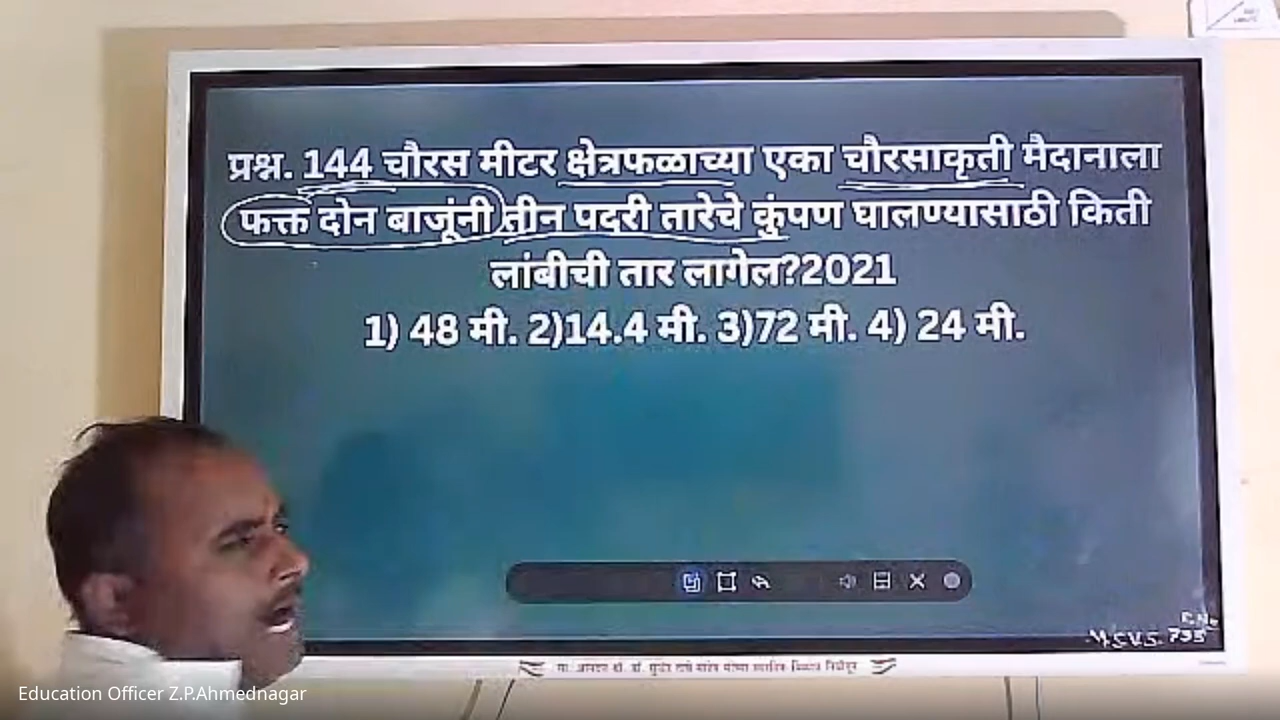 प्रश्न. 144 चौरस मीटर क्षेत्रफळाच्या एका चौरसाकृती मैदानाला
फक्त दोन बाजूंनी तीन पदरी तारेचे कुंपण घालण्यासाठी किती
लांबीची तार लागेल?2021
1) 48 मी. 2)14.4 मी. 3)72 मी. 4) 24 मी.
Education Officer Z.P.Ahmednagar